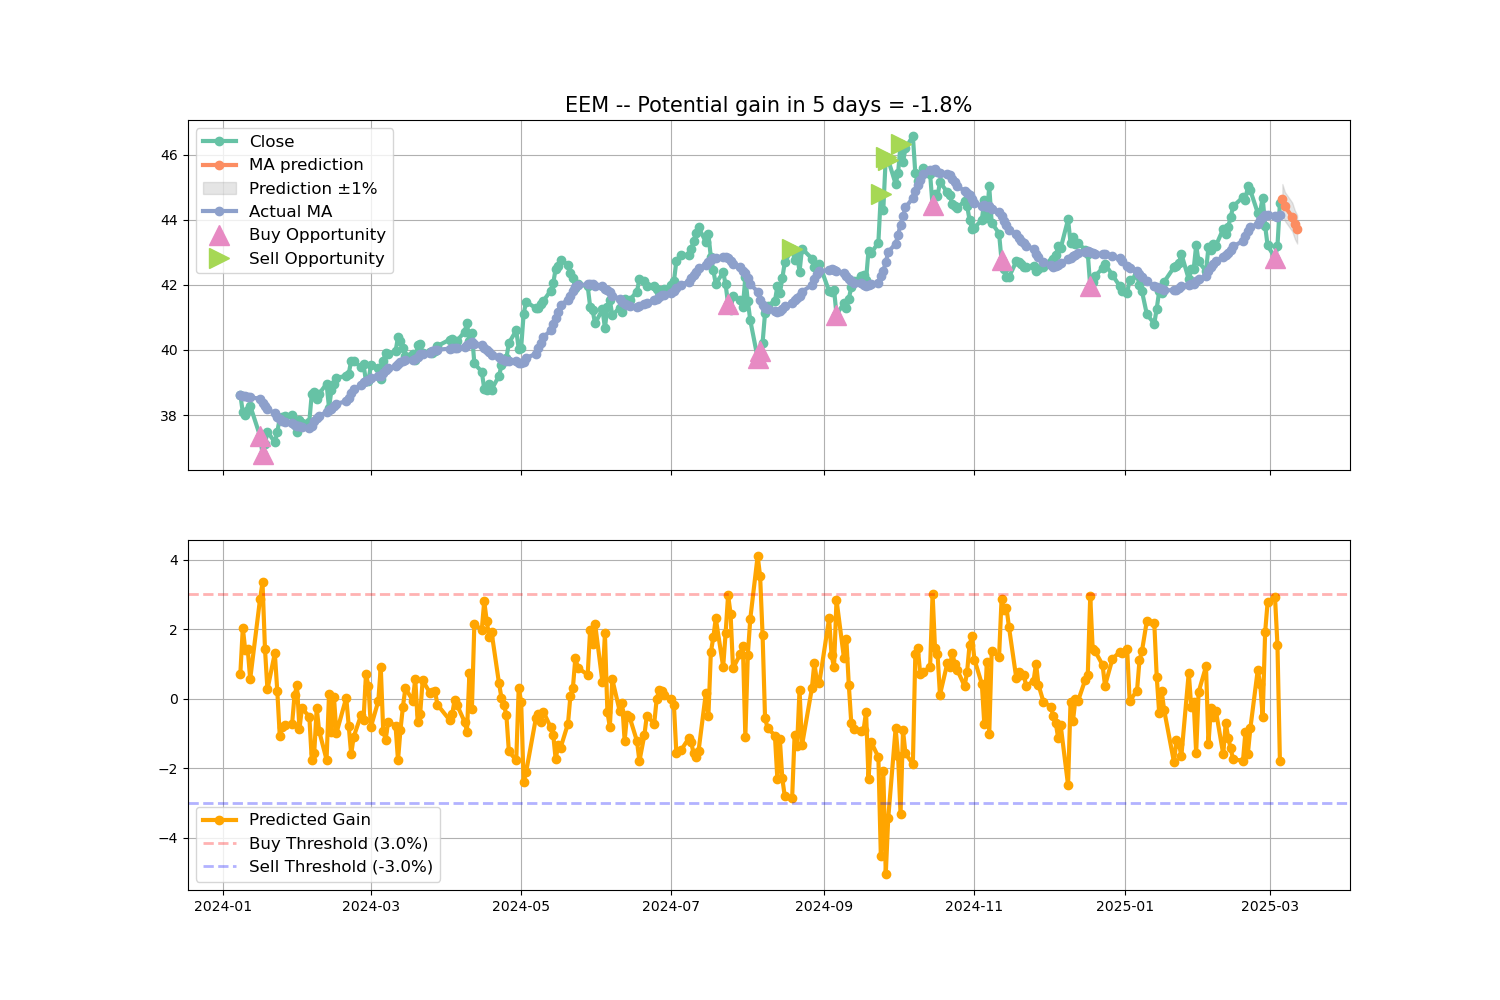 EEM -- Potential gain in 5 days = -1.8%
Close
MA prediction
Prediction ±1%
Actual MA
Buy Opportunity
Sell Opportunity
46
44
42
40
38
4
2
0
−2
−4
Predicted Gain
Buy Threshold (3.0%)
Sell Threshold (-3.0%)
2024-01 2024-03 2024-05 2024-07 2024-09 2024-11 2025-01 2025-03